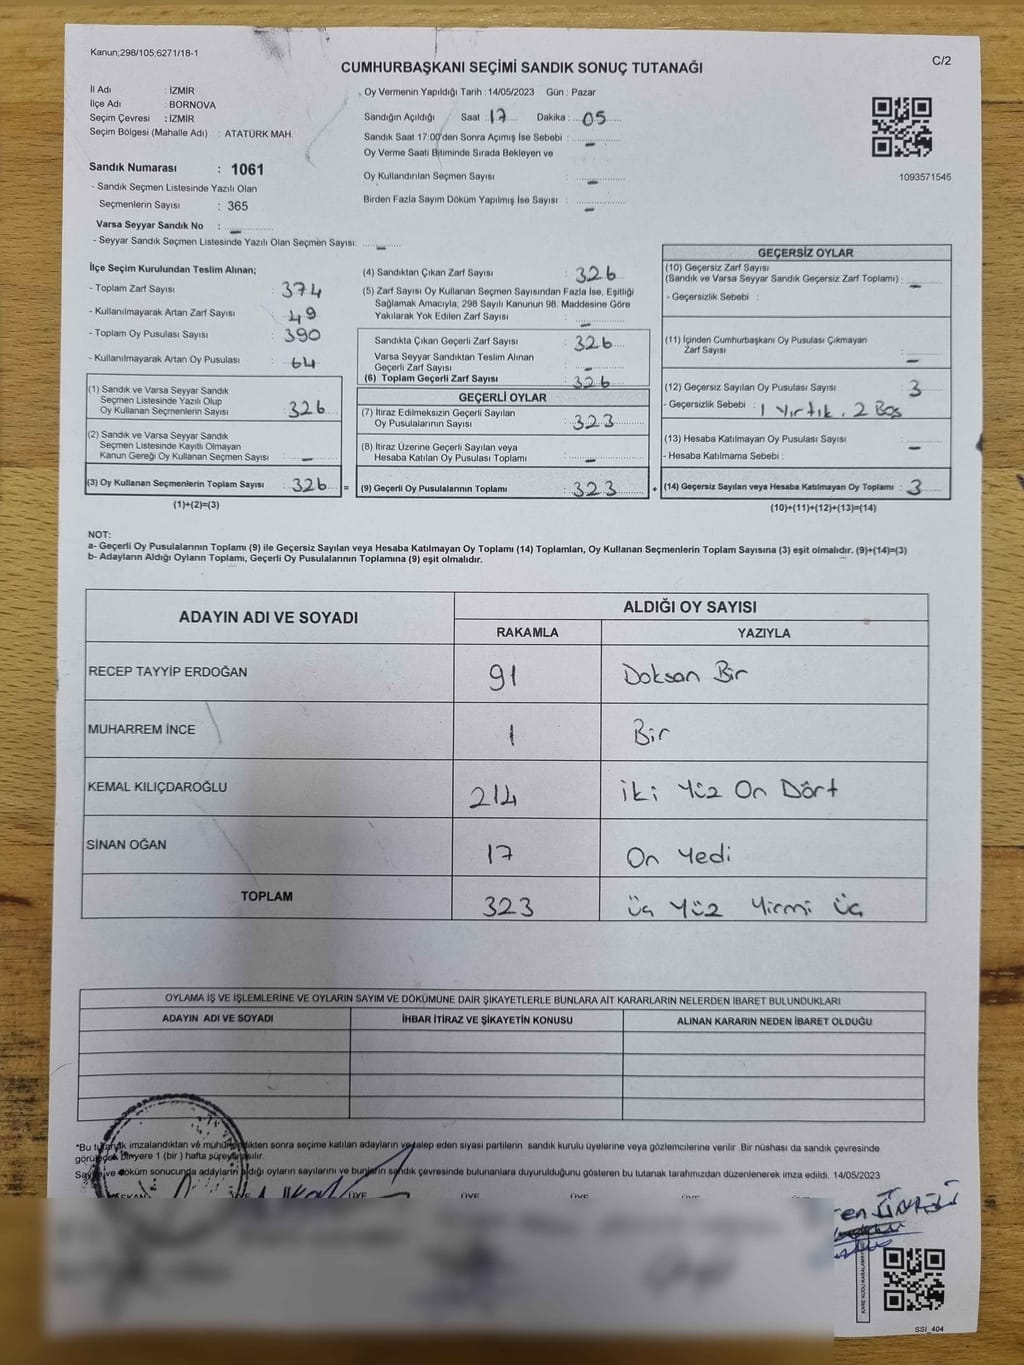 Kanun,298/105,6271/18-1
C/2
CUMHURBAŞKANI SEÇİMİ SANDIK SONUÇ TUTANAĞI
İl Adı : İZMİR
İlçe Adı : BORNOVA
Seçim Çevresi : İZMİR
Seçim Bölgesi (Mahalle Adı) : ATATÜRK MAH.
Oy Vermenin Yapıldığı Tarih : 14/05/2023 Gün : Pazar
Sandığın Açıldığı Saat : 17 Dakika : 05
Sandık Saat 17:00'den Sonra Açımış İse Sebebi : -
Oy Verme Saati Bitiminde Sırada Bekleyen ve
Oy Kullandırılan Seçmen Sayısı : -
Birden Fazla Sayım Döküm Yapılmış İse Sayısı : -
1093571545
Sandık Numarası : 1061
- Sandık Seçmen Listesinde Yazılı Olan
Seçmenlerin Sayısı : 365
Varsa Seyyar Sandık No : -
- Seyyar Sandık Seçmen Listesinde Yazılı Olan Seçmen Sayısı: -
İlçe Seçim Kurulundan Teslim Alınan;
- Toplam Zarf Sayısı : 374
- Kullanılmayarak Artan Zarf Sayısı : 49
- Toplam Oy Pusulası Sayısı : 390
- Kullanılmayarak Artan Oy Pusulası : 64
(1) Sandık ve Varsa Seyyar Sandık
Seçmen Listesinde Yazılı Olup
Oy Kullanan Seçmenlerin Sayısı : 326
(2) Sandık ve Varsa Seyyar Sandık
Seçmen Listesinde Kayıtlı Olmayan
Kanun Gereği Oy Kullanan Seçmen Sayısı : -
(3) Oy Kullanan Seçmenlerin Toplam Sayısı : 326 =
(1)+(2)=(3)
(4) Sandıktan Çıkan Zarf Sayısı : 326
(5) Zarf Sayısı Oy Kullanan Seçmen Sayısından Fazla İse, Eşitliği
Sağlamak Amacıyla, 298 Sayılı Kanunun 98. Maddesine Göre
Yakılarak Yok Edilen Zarf Sayısı : -
Sandıkta Çıkan Geçerli Zarf Sayısı : 326
Varsa Seyyar Sandıktan Teslim Alınan
Geçerli Zarf Sayısı : -
(6) Toplam Geçerli Zarf Sayısı : 326
GEÇERLİ OYLAR
(7) İtiraz Edilmeksizin Geçerli Sayılan
Oy Pusulasının Sayısı : 323
(8) İtiraz Üzerine Geçerli Sayılan veya
Hesaba Katılan Oy Pusulası Toplamı : -
(9) Geçerli Oy Pusulalarının Toplamı : 323 +
GEÇERSİZ OYLAR
(10) Geçersiz Zarf Sayısı
(Sandık ve Varsa Seyyar Sandık Geçersiz Zarf Toplamı) : -
- Geçersizlik Sebebi :
(11) İçinden Cumhurbaşkanı Oy Pusulası Çıkmayan
Zarf Sayısı : -
(12) Geçersiz Sayılan Oy Pusulası Sayısı : 3
- Geçersizlik Sebebi : 1 Yırtık, 2 Boş
(13) Hesaba Katılmayan Oy Pusulası Sayısı : -
- Hesaba Katılmama Sebebi :
(14) Geçersiz Sayılan veya Hesaba Katılmayan Oy Toplamı : 3
(10)+(11)+(12)+(13)=(14)
NOT:
a- Geçerli Oy Pusulalarının Toplamı (9) ile Geçersiz Sayılan veya Hesaba Katılmayan Oy Toplamı (14) Toplamları, Oy Kullanan Seçmenlerin Toplam Sayısına (3) eşit olmalıdır. (9)+(14)=(3)
b- Adayların Aldığı Oyların Toplamı, Geçerli Oy Pusulalarının Toplamına (9) eşit olmalıdır.
ADAYIN ADI VE SOYADI
ALDIĞI OY SAYISI
RAKAMLA YAZIYLA
RECEP TAYYİP ERDOĞAN 91 Doksan Bir
MUHARREM İNCE 1 Bir
KEMAL KILIÇDAROĞLU 214 iki Yüz On Dört
SİNAN OĞAN 17 On Yedi
TOPLAM 323 Üç Yüz Yirmi Üç
OYLAMA İŞ VE İŞLEMLERİNE VE OYLARIN SAYIM VE DÖKÜMÜNE DAİR ŞİKAYETLERLE BUNLARA AİT KARARLARIN NELERDEN İBARET BULUNDUKLARI
ADAYIN ADI VE SOYADI İHBAR İTİRAZ VE ŞİKAYETİN KONUSU ALINAN KARARIN NEDEN İBARET OLDUĞU
*Bu tutanak imzalandıktan ve mühürlendikten sonra seçime katılan adayların ve talep eden siyasi partilerin sandık kurulu üyelerine veya gözlemcilerine verilir. Bir nüshası da sandık çevresinde
görülecek bir yere 1 (bir ) hafta süreyle asılır.
Sayım ve döküm sonucunda adayların aldığı oyların sayılarını ve bunların sandık çevresinde bulunanlara duyurulduğunu gösteren bu tutanak tarafımızdan düzenlenerek imza edildi. 14/05/2023
BAŞKAN ÜYE ÜYE ÜYE ÜYE ÜYE
SSI_404